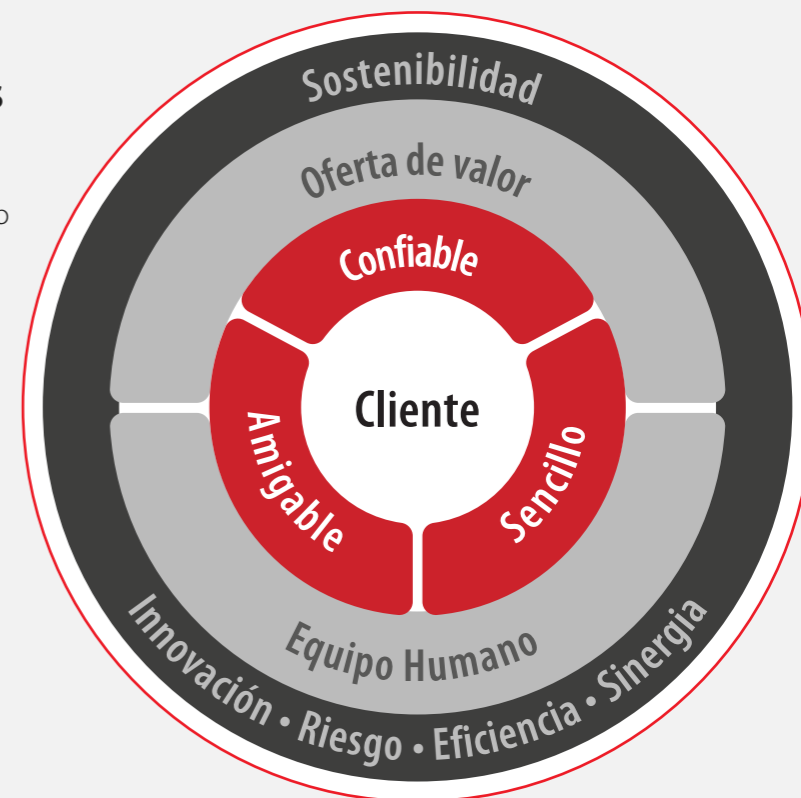 Sostenibilidad
Oferta de valor
Confiable
Cliente
Amigable
Sencillo
Equipo Humano
Innovación • Riesgo • Eficiencia • Sinergia